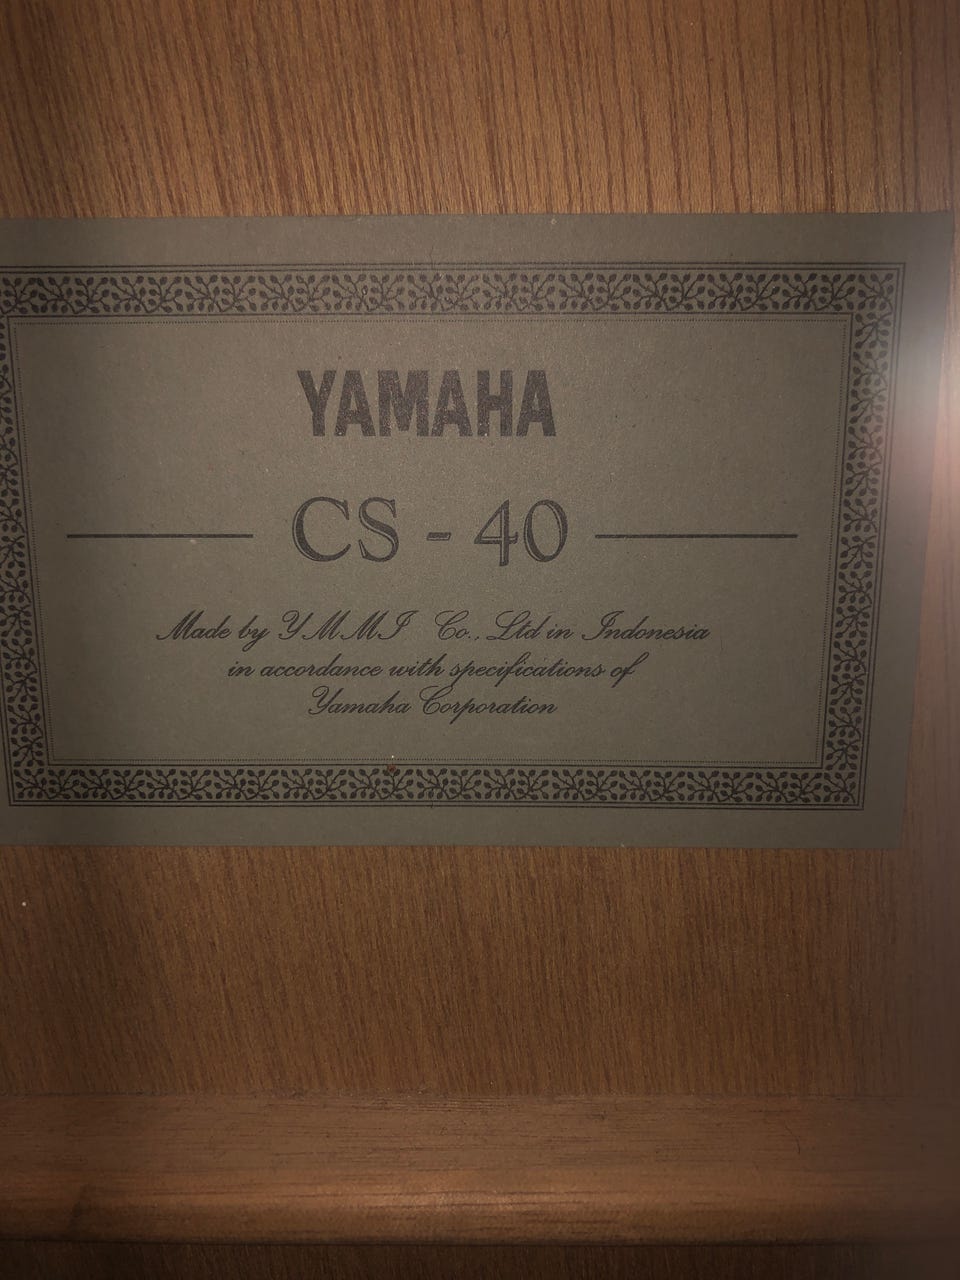 YAMAHA
CS - 40
Made by YMMI Co., Ltd in Indonesia
in accordance with specifications of
Yamaha Corporation